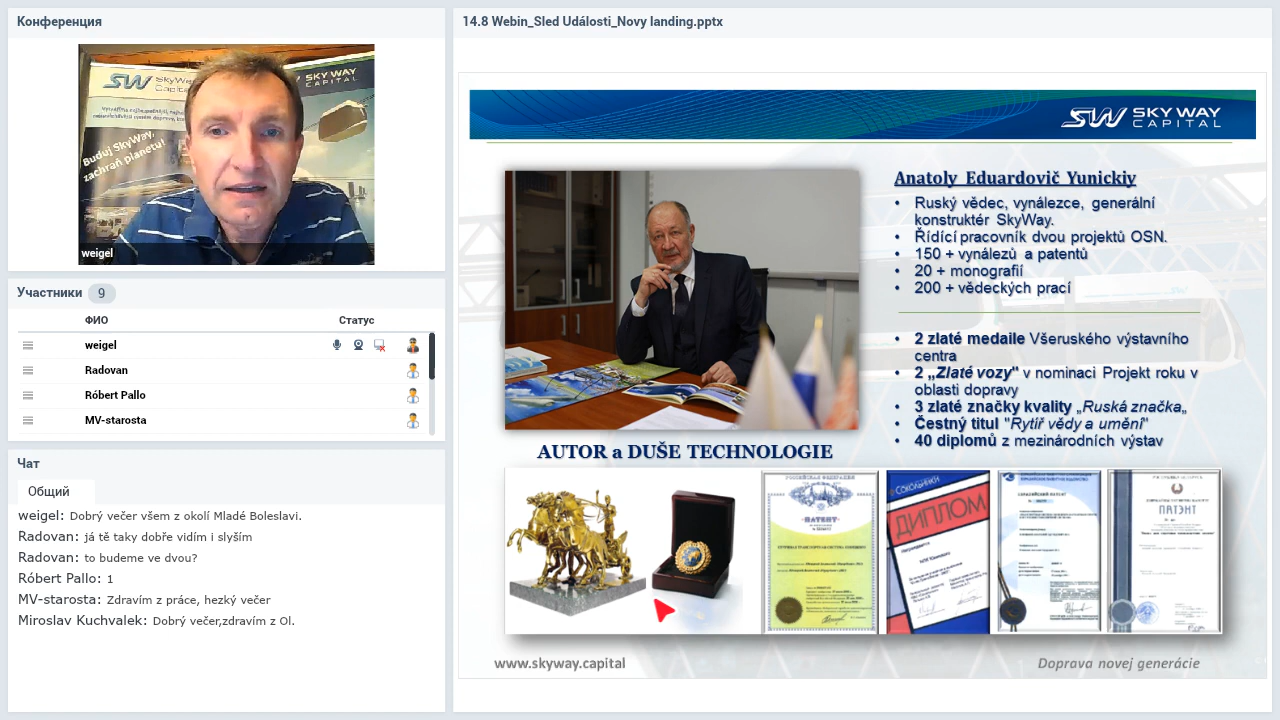 Конференция
SW SkyWay Capital
SKY WAY CAPITAL
Buduj SkyWay,
zachraň planetu!
weigel
Участники 9
ФИО Статус
weigel
Radovan
Róbert Pallo
MV-starosta
Чат
Общий
weigel: Dobrý večer všem z okolí Mladé Boleslavi.
Radovan: já tě taky dobře vidím i slyším
Radovan:
Róbert Pallo: 1
MV-starosta: z práce, hezký večer
Miroslav Kuchvalek: Dobrý večer,zdravím z Ol.
14.8 Webin_Sled Události_Novy landing.pptx
SW SKY WAY
CAPITAL
Anatoly Eduardovič Yunickiy
• Ruský vědec, vynálezce, generální
konstruktér SkyWay.
• Řídící pracovník dvou projektů OSN.
• 150 + vynálezů a patentů
• 20 + monografií
• 200 + vědeckých prací
• 2 zlaté medaile Všeruského výstavního
centra
• 2 „Zlaté vozy" v nominaci Projekt roku v
oblasti dopravy
• 3 zlaté značky kvality „Ruská značka„
• Čestný titul "Rytíř vědy a umění"
• 40 diplomů z mezinárodních výstav
AUTOR a DUŠE TECHNOLOGIE
ПАТЕНТ
СОКОЛЬНИКИ
ДИПЛОМ
ПАТЭНТ
www.skyway.capital
Doprava novej generácie